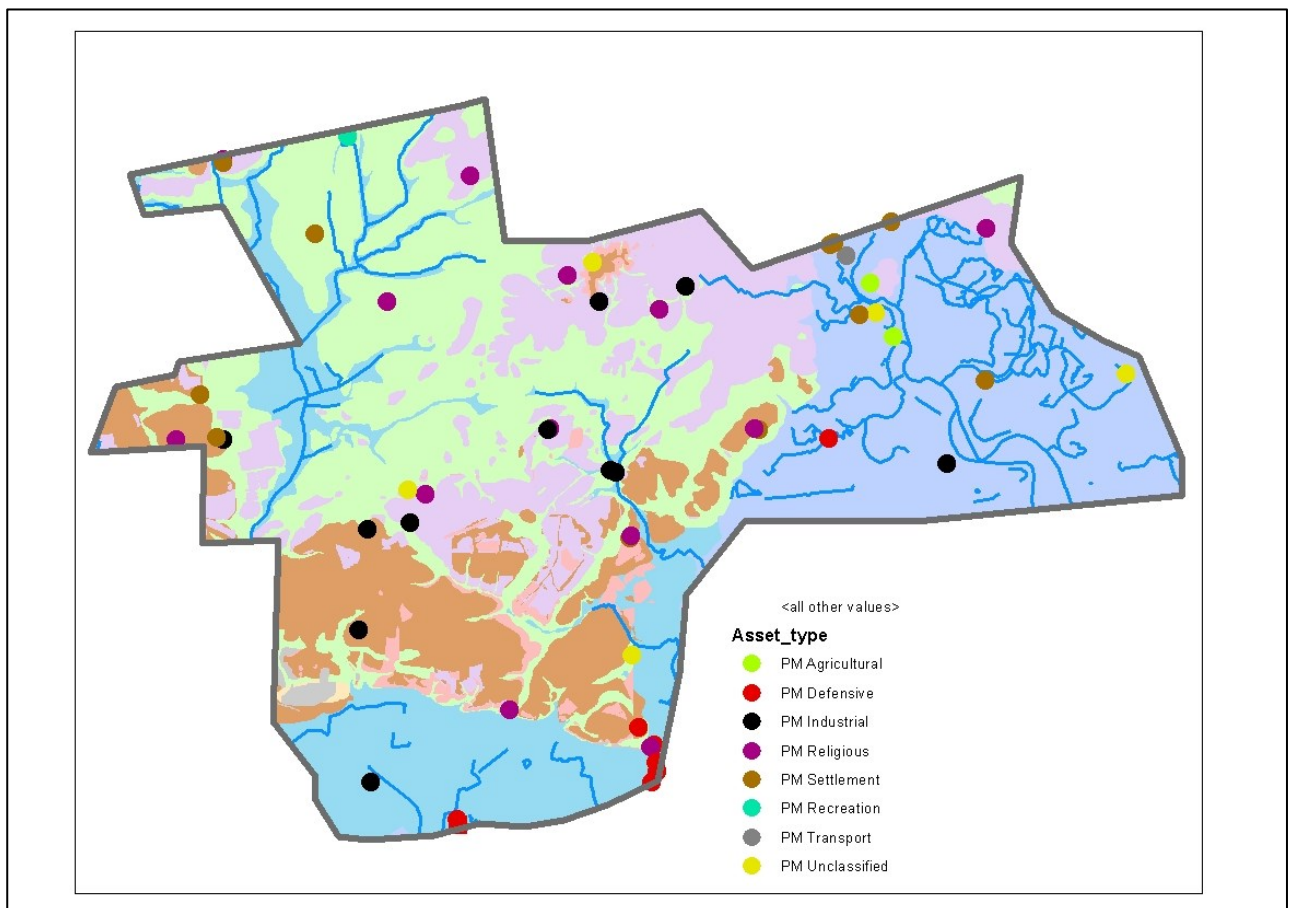 <all other values>
Asset_type
PM Agricultural
PM Defensive
PM Industrial
PM Religious
PM Settlement
PM Recreation
PM Transport
PM Unclassified